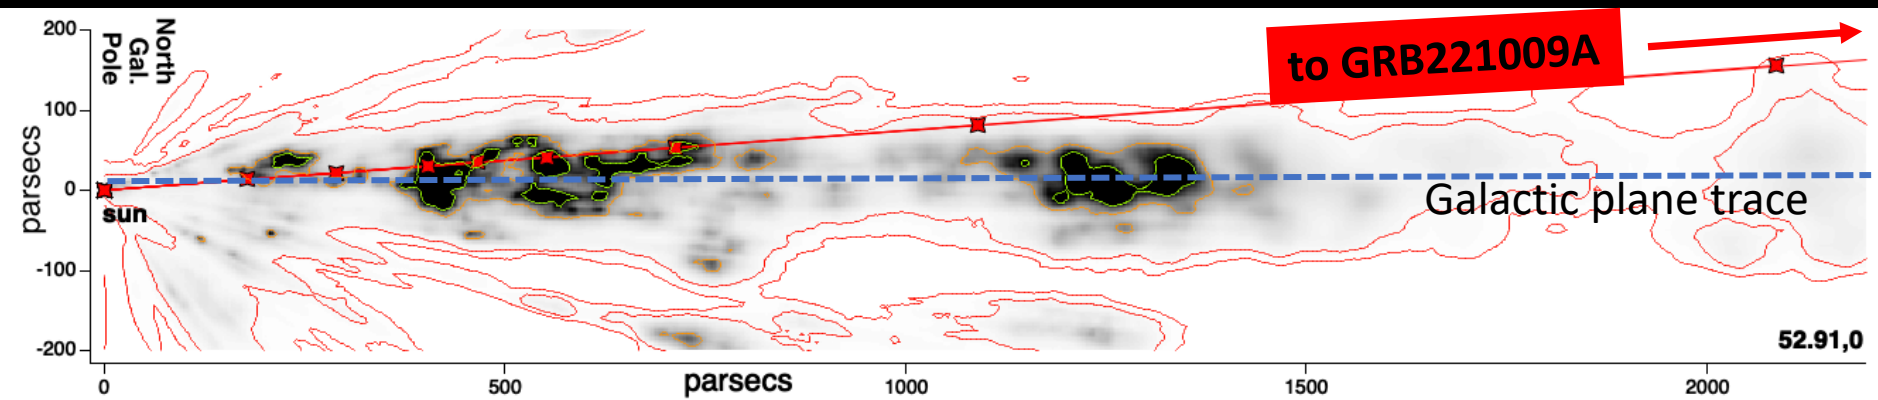 200
100
0
-100
-200
parsecs
North
Gal.
Pole
sun
to GRB221009A
Galactic plane trace
52.91,0
0
500
1000
1500
2000
parsecs